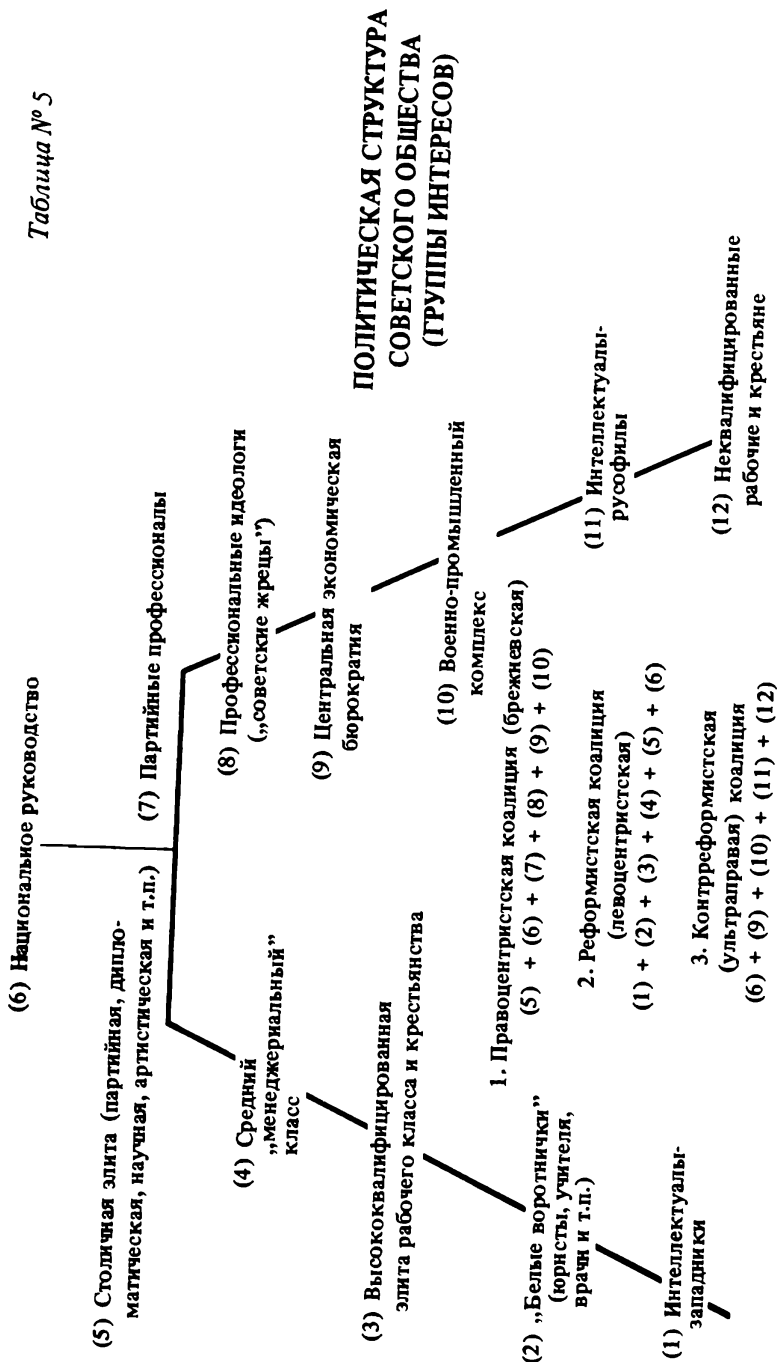 Таблица № 5
ПОЛИТИЧЕСКАЯ СТРУКТУРА
СОВЕТСКОГО ОБЩЕСТВА
(ГРУППЫ ИНТЕРЕСОВ)
(6) Национальное руководство
(5) Столичная элита (партийная, дипло-
матическая, научная, артистическая и т.п.)
(7) Партийные профессионалы
(4) Средний
„менеджериальный”
класс
(8) Профессиональные идеологи
(„советские жрецы”)
(3) Высококвалифицированная
элита рабочего класса и крестьянства
(9) Центральная экономическая
бюрократия
(2) „Белые воротнички”
(юристы, учителя,
врачи и т.п.)
(10) Военно-промышленный
комплекс
(1) Интеллектуалы-
западники
(11) Интеллектуалы-
русофилы
(12) Неквалифицированные
рабочие и крестьяне
1. Правоцентристская коалиция (брежневская)
(5) + (6) + (7) + (8) + (9) + (10)
2. Реформистская коалиция
(левоцентристская)
(1) + (2) + (3) + (4) + (5) + (6)
3. Контрреформистская
(ультраправая) коалиция
(6) + (9) + (10) + (11) + (12)